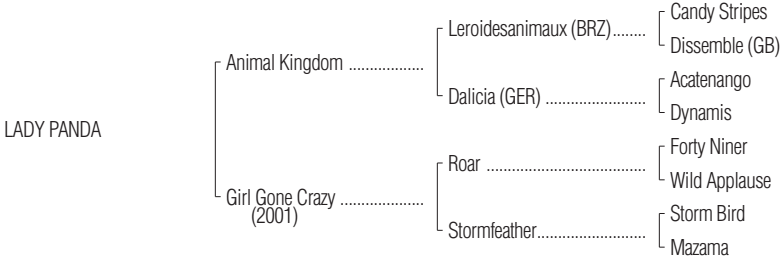 Candy Stripes
Leroidesanimaux (BRZ)........
Dissemble (GB)
Animal Kingdom ..................
Acatenango
Dalicia (GER) ........................
Dynamis
LADY PANDA
Forty Niner
Roar ......................................
Wild Applause
Girl Gone Crazy ....................
(2001)
Storm Bird
Stormfeather..........................
Mazama